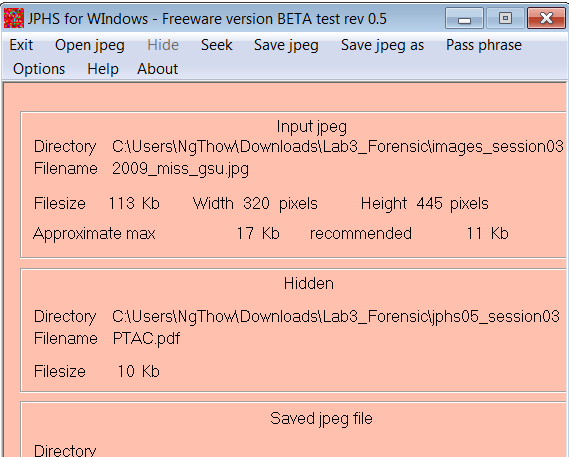 JPHS for WIndows - Freeware version BETA test rev 0.5
Exit Open jpeg Hide Seek Save jpeg Save jpeg as Pass phrase
Options Help About
Input jpeg
Directory C:\Users\NgThow\Downloads\Lab3_Forensic\images_session03
Filename 2009_miss_gsu.jpg
Filesize 113 Kb Width 320 pixels Height 445 pixels
Approximate max 17 Kb recommended 11 Kb
Hidden
Directory C:\Users\NgThow\Downloads\Lab3_Forensic\jphs05_session03
Filename PTAC.pdf
Filesize 10 Kb
Saved jpeg file
Directory